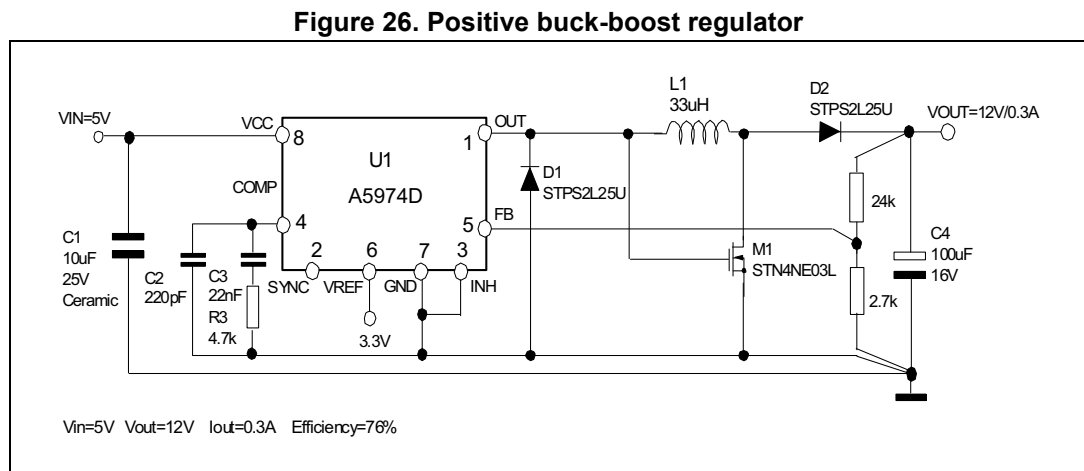 Figure 26. Positive buck-boost regulator
VIN=5V
VCC
8
U1
A5974D
COMP
4
2
6
7
3
SYNC
VREF
GND
INH
3.3V
1
OUT
5
FB
D1
STPS2L25U
L1
33uH
D2
STPS2L25U
VOUT=12V/0.3A
M1
STN4NE03L
24k
2.7k
C4
100uF
16V
C1
10uF
25V
Ceramic
C2
220pF
C3
22nF
R3
4.7k
Vin=5V Vout=12V Iout=0.3A Efficiency=76%